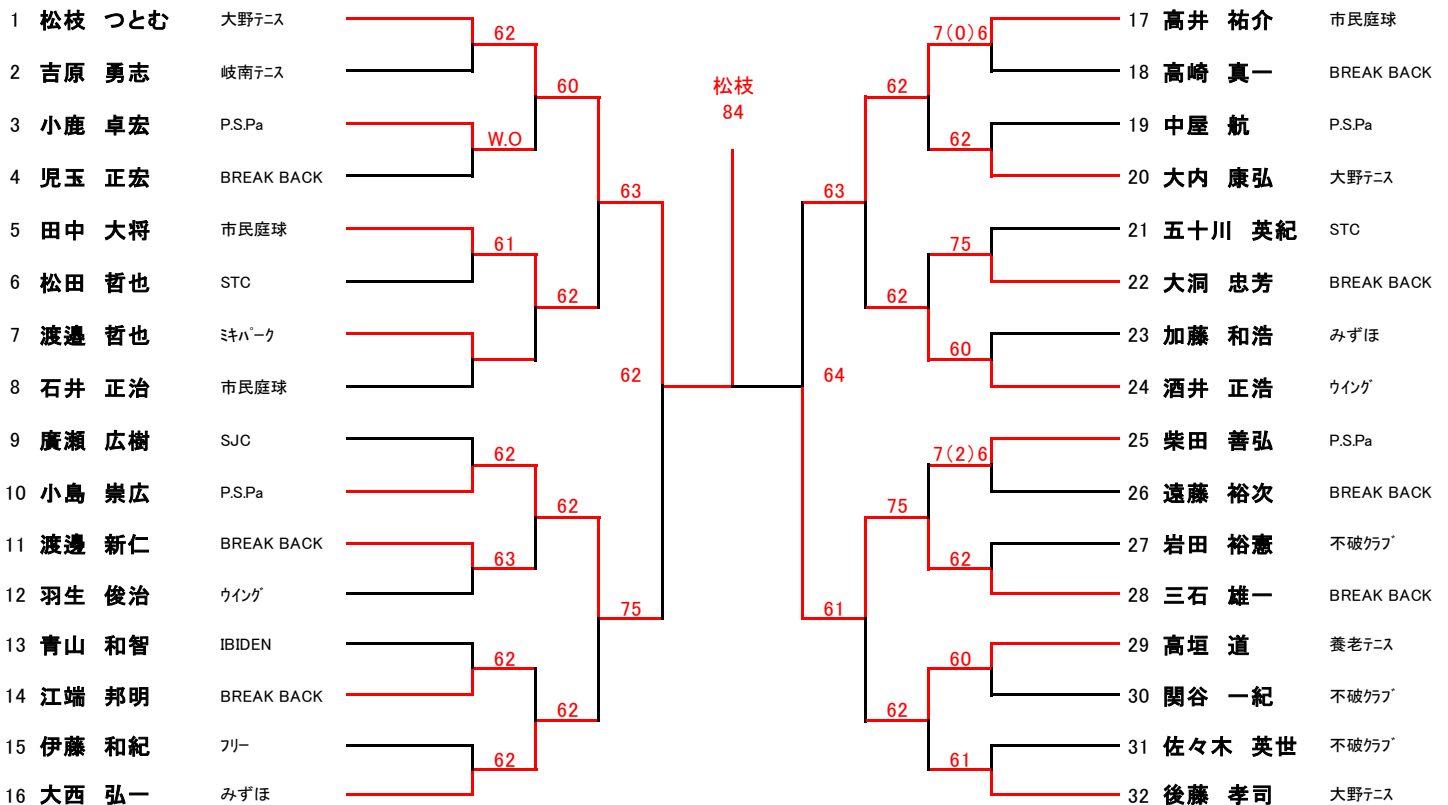 1 松枝 つとむ 大野テニス
2 吉原 勇志 岐南テニス
3 小鹿 卓宏 P.S.Pa
4 児玉 正宏 BREAK BACK
5 田中 大将 市民庭球
6 松田 哲也 STC
7 渡邉 哲也 ミキパーク
8 石井 正治 市民庭球
9 廣瀬 広樹 SJC
10 小島 崇広 P.S.Pa
11 渡邊 新仁 BREAK BACK
12 羽生 俊治 ウイング
13 青山 和智 IBIDEN
14 江端 邦明 BREAK BACK
15 伊藤 和紀 フリー
16 大西 弘一 みずほ
62
W.O
61
62
63
62
62
60
62
62
62
63
75
62
松枝
84
64
63
61
62
62
75
62
7(0)6
62
75
60
7(2)6
62
60
61
17 高井 祐介 市民庭球
18 高崎 真一 BREAK BACK
19 中屋 航 P.S.Pa
20 大内 康弘 大野テニス
21 五十川 英紀 STC
22 大洞 忠芳 BREAK BACK
23 加藤 和浩 みずほ
24 酒井 正浩 ウイング
25 柴田 善弘 P.S.Pa
26 遠藤 裕次 BREAK BACK
27 岩田 裕憲 不破クラブ
28 三石 雄一 BREAK BACK
29 高垣 道 養老テニス
30 関谷 一紀 不破クラブ
31 佐々木 英世 不破クラブ
32 後藤 孝司 大野テニス